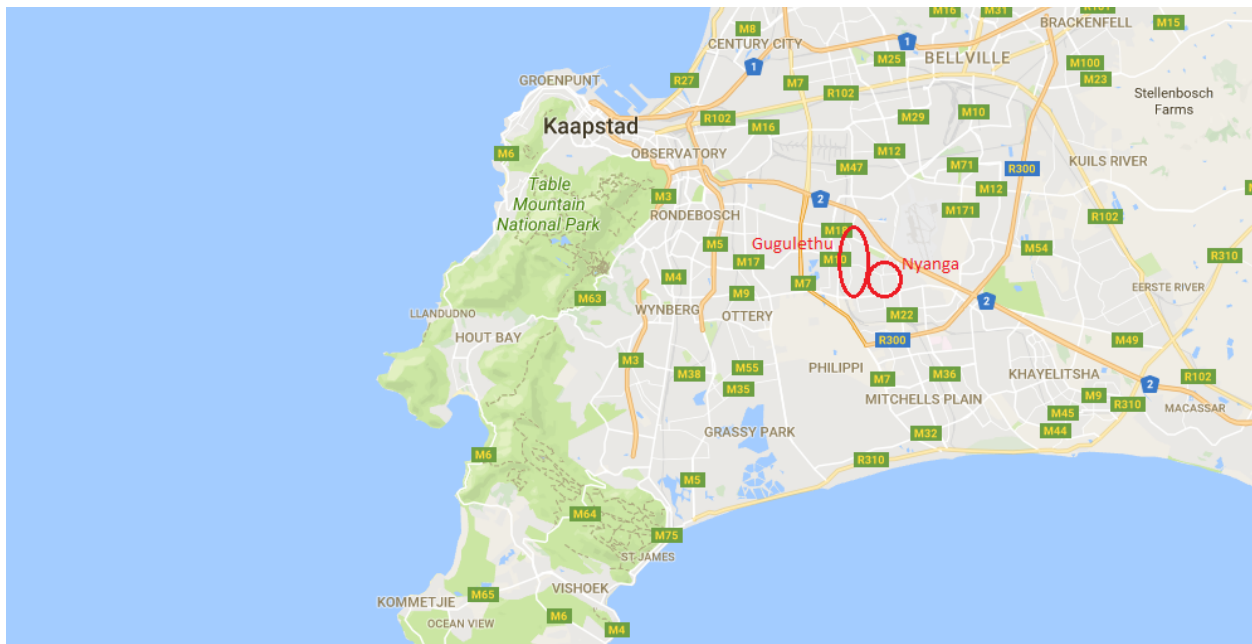 M16
M31
R101
BRACKENFELL
M15
M8
CENTURY CITY
1
M25
BELLVILLE
1
M100
GROENPUNT
R27
M7
M23
R102
Stellenbosch
Farms
Kaapstad
R102
M16
M29
M10
M6
OBSERVATORY
M12
M47
M71
R300
KUILS RIVER
Table
Mountain
National Park
M3
2
M12
RONDEBOSCH
M171
R102
M18
Gugulethu
M5
M54
M17
M10
Nyanga
R310
M4
M7
M63
M9
2
EERSTE RIVER
LLANDUDNO
WYNBERG
OTTERY
M22
HOUT BAY
R300
M49
M3
M55
PHILIPPI
M38
M7
M36
KHAYELITSHA
R102
M35
2
MITCHELLS PLAIN
M9
R310
MACASSAR
M45
GRASSY PARK
M32
M44
M6
R310
M5
M64
M75
ST JAMES
VISHOEK
M65
KOMMETJIE
M6
OCEAN VIEW
M4